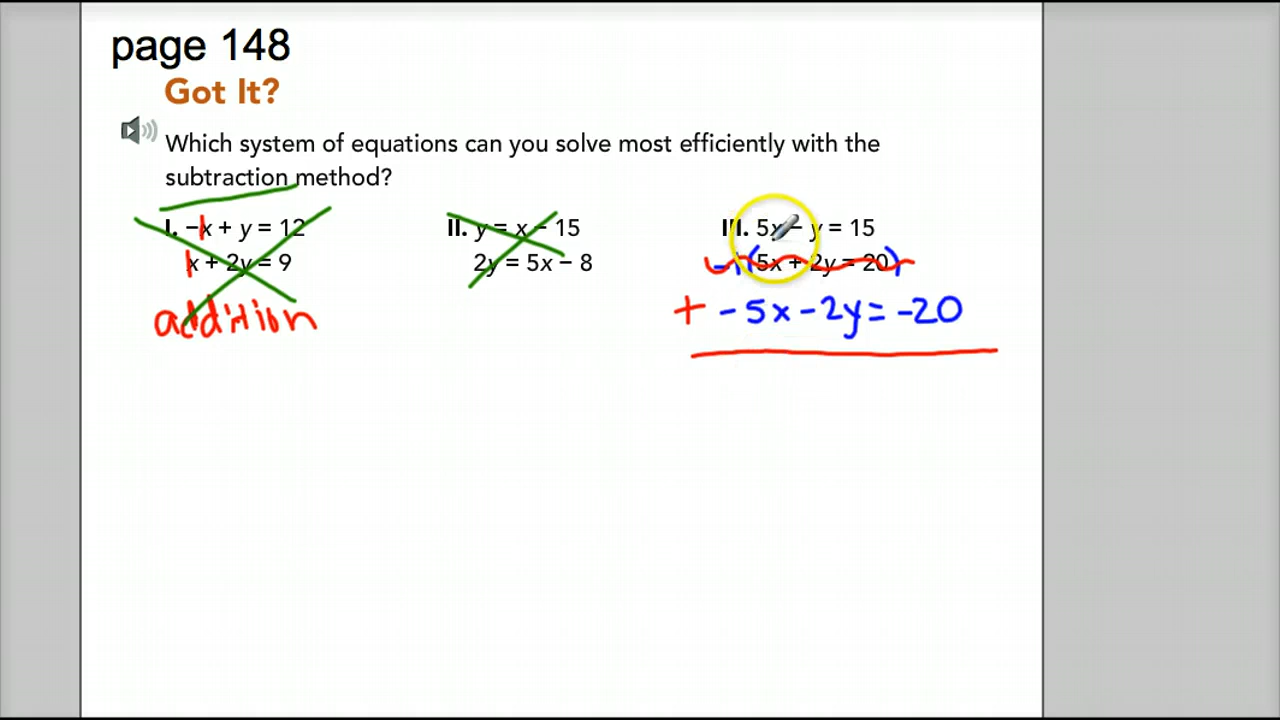 page 148
Got It?
Which system of equations can you solve most efficiently with the
subtraction method?
I. −x + y = 12
x + 2y = 9
addition
II. y = x − 15
2y = 5x − 8
III. 5x − y = 15
-1(5x + 2y = 20)
+ -5x - 2y = -20